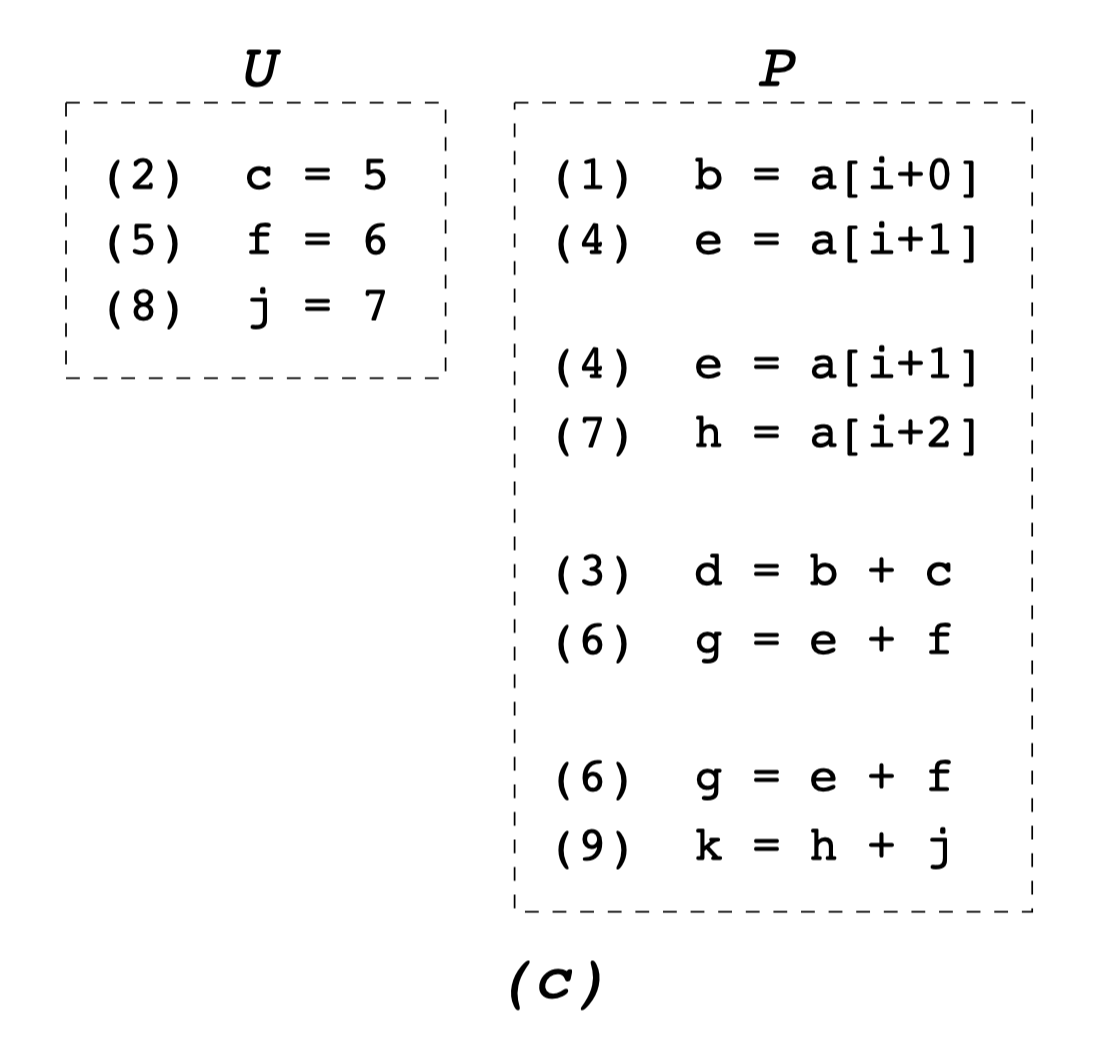 U
(2) c = 5
(5) f = 6
(8) j = 7
P
(1) b = a[i+0]
(4) e = a[i+1]
(4) e = a[i+1]
(7) h = a[i+2]
(3) d = b + c
(6) g = e + f
(6) g = e + f
(9) k = h + j
(c)